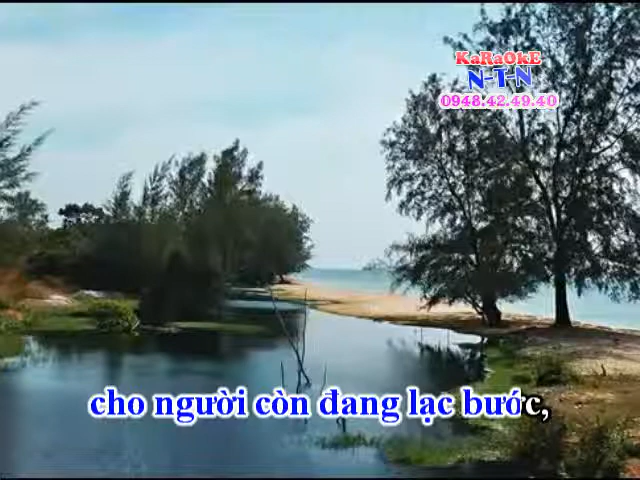 KaRaOkE
N-T-N
0948.42.49.40
cho người còn đang lạc bước,